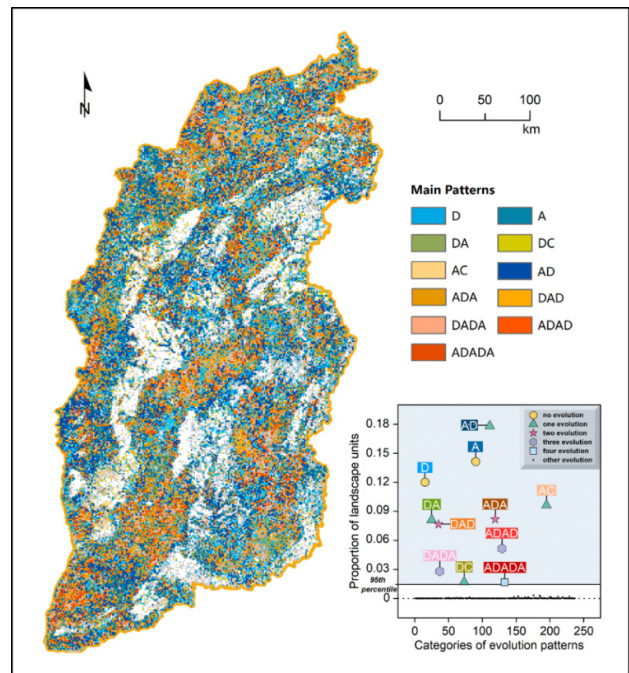 N
0 50 100
km
Main Patterns
D A
DA DC
AC AD
ADA DAD
DADA ADAD
ADADA
Proportion of landscape units
0.18
0.15
0.12
0.09
0.06
0.03
95th
percentile
0
AD
A
D
AC
DA
ADA
DAD
ADAD
DADA
DC
ADADA
no evolution
one evolution
two evolution
three evolution
four evolution
other evolution
0 50 100 150 200 250
Categories of evolution patterns